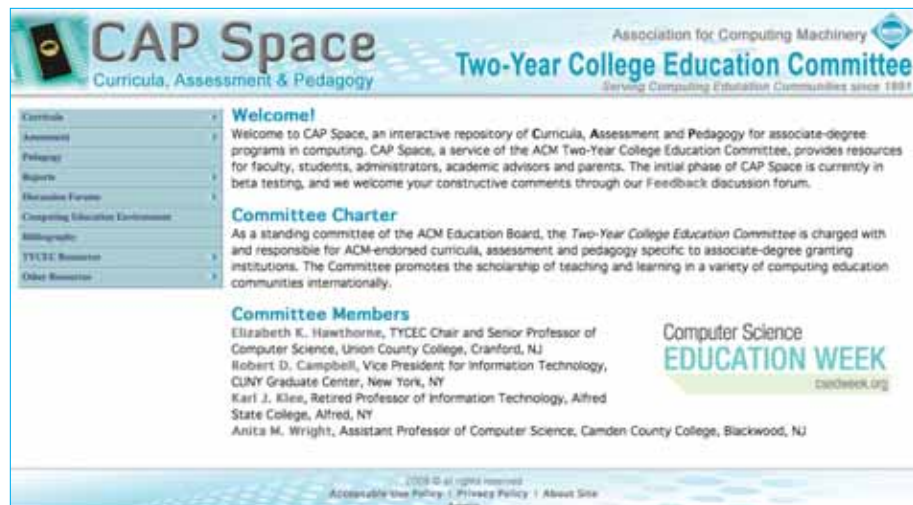 CAP Space
Curricula, Assessment & Pedagogy
Association for Computing Machinery
Two-Year College Education Committee
Serving Computing Education Communities since
Curricula
Assessment
Pedagogy
Reports
Discussion Forums
Computing Education Environment
Bibliography
TYCEC Resources
Other Resources
Welcome!
Welcome to CAP Space, an interactive repository of Curricula, Assessment and Pedagogy for associate-degree
programs in computing. CAP Space, a service of the ACM Two-Year College Education Committee, provides resources
for faculty, students, administrators, academic advisors and parents. The initial phase of CAP Space is currently in
beta testing, and we welcome your constructive comments through our Feedback discussion forum.
Committee Charter
As a standing committee of the ACM Education Board, the Two-Year College Education Committee is charged with
and responsible for ACM-endorsed curricula, assessment and pedagogy specific to associate-degree granting
institutions. The Committee promotes the scholarship of teaching and learning in a variety of computing education
communities internationally.
Committee Members
Elizabeth K. Hawthorne, TYCEC Chair and Senior Professor of
Computer Science, Union County College, Cranford, NJ
Robert D. Campbell, Vice President for Information Technology,
CUNY Graduate Center, New York, NY
Karl J. Klee, Retired Professor of Information Technology, Alfred
State College, Alfred, NY
Anita M. Wright, Assistant Professor of Computer Science, Camden County College, Blackwood, NJ
Computer Science
EDUCATION WEEK
csedweek.org
© all rights reserved
Acceptable Use Policy | Privacy Policy | About Site